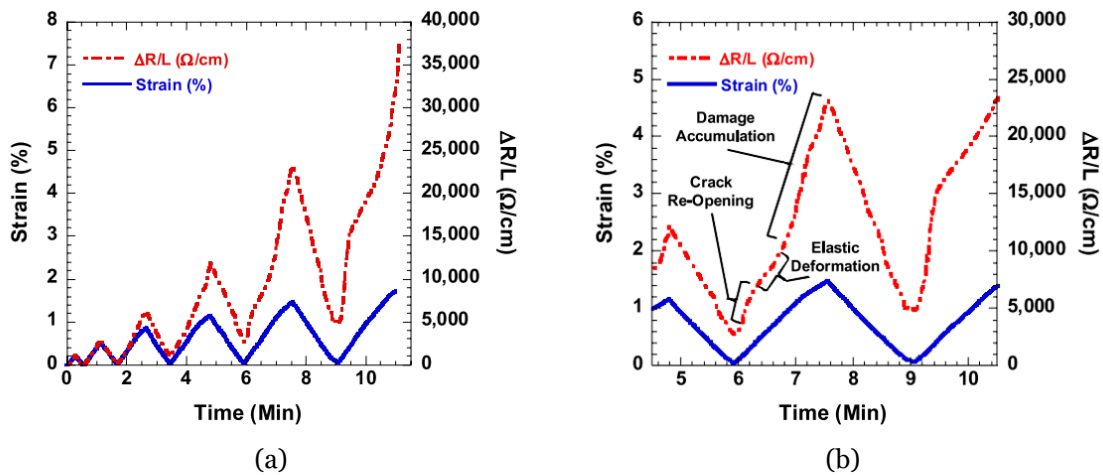 8
7
6
5
4
3
2
1
0
Strain (%)
40,000
35,000
30,000
25,000
20,000
15,000
10,000
5,000
0
ΔR/L (Ω/cm)
ΔR/L (Ω/cm)
Strain (%)
0 2 4 6 8 10
Time (Min)
(a)
6
5
4
3
2
1
0
Strain (%)
30,000
25,000
20,000
15,000
10,000
5,000
0
ΔR/L (Ω/cm)
ΔR/L (Ω/cm)
Strain (%)
Damage
Accumulation
Crack
Re-Opening
Elastic
Deformation
5 6 7 8 9 10
Time (Min)
(b)